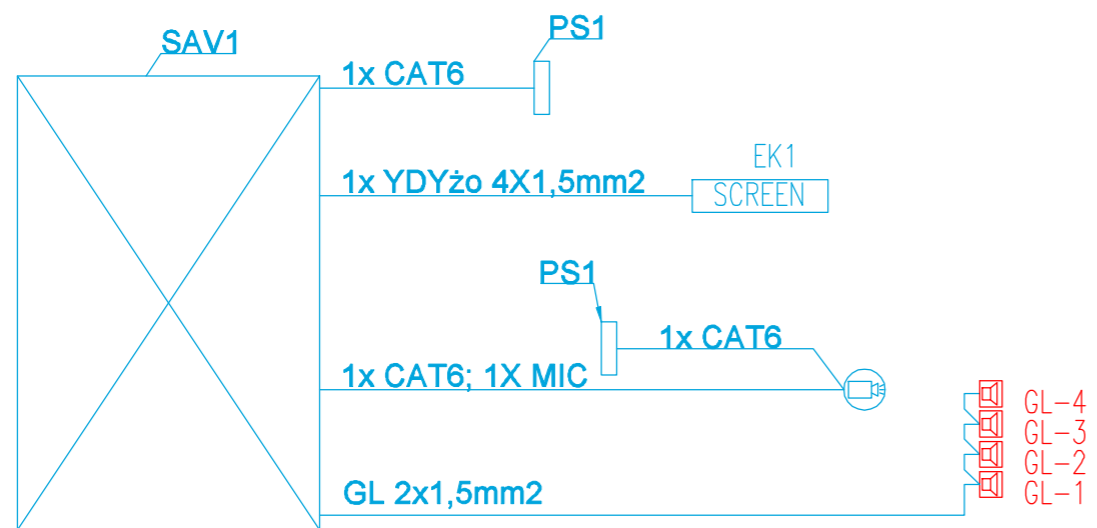 SAV1
PS1
1x CAT6
EK1
1x YDYżo 4X1,5mm2
SCREEN
PS1
1x CAT6
1x CAT6; 1X MIC
GL-4
GL-3
GL-2
GL-1
GL 2x1,5mm2